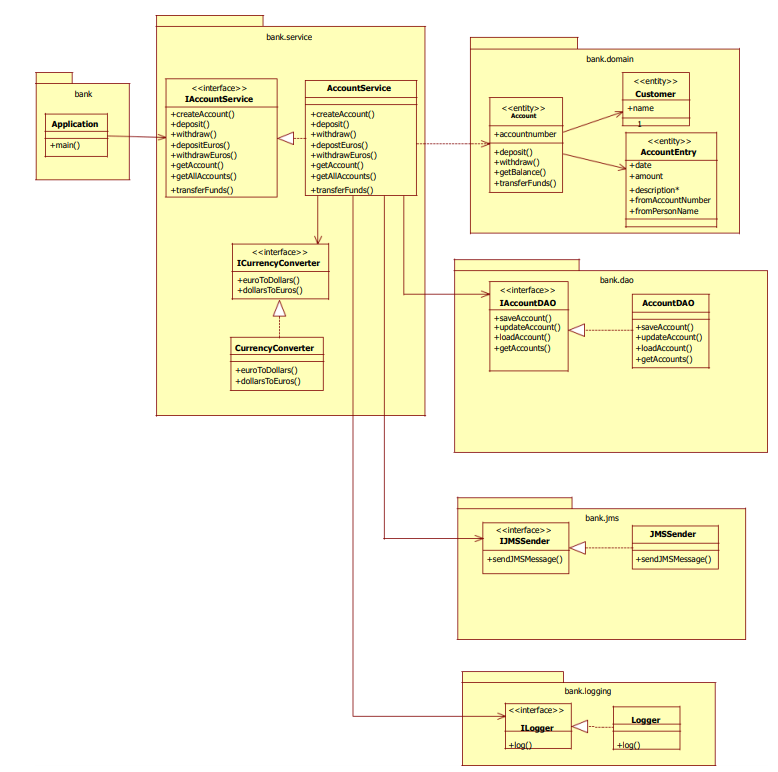 bank
Application
+main()
bank.service
<<interface>>
IAccountService
+createAccount()
+deposit()
+withdraw()
+depositEuros()
+withdrawEuros()
+getAccount()
+getAllAccounts()
+transferFunds()
AccountService
+createAccount()
+deposit()
+withdraw()
+depostEuros()
+withdrawEuros()
+getAccount()
+getAllAccounts()
+transferFunds()
<<interface>>
ICurrencyConverter
+euroToDollars()
+dollarsToEuros()
CurrencyConverter
+euroToDollars()
+dollarsToEuros()
bank.domain
<<entity>>
Account
+accountnumber
+deposit()
+withdraw()
+getBalance()
+transferFunds()
<<entity>>
Customer
+name
1
<<entity>>
AccountEntry
+date
+amount
+description*
+fromAccountNumber
+fromPersonName
bank.dao
<<interface>>
IAccountDAO
+saveAccount()
+updateAccount()
+loadAccount()
+getAccounts()
AccountDAO
+saveAccount()
+updateAccount()
+loadAccount()
+getAccounts()
bank.jms
<<interface>>
IJMSSender
+sendJMSMessage()
JMSSender
+sendJMSMessage()
bank.logging
<<interface>>
ILogger
+log()
Logger
+log()